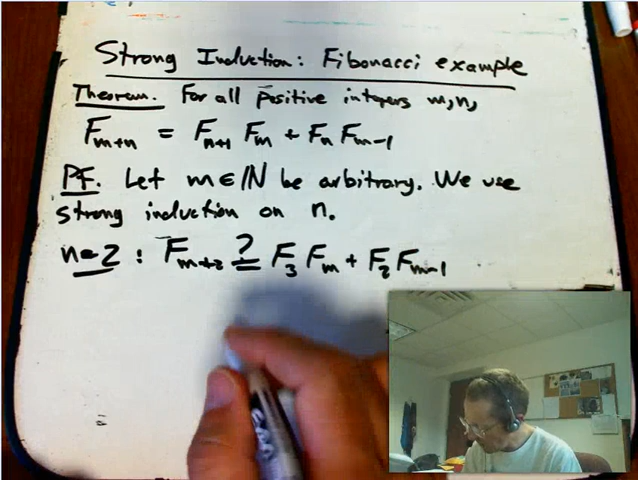 Strong Induction: Fibonacci example
Theorem. For all positive integers m,n,
F_{m+n} = F_{n+1} F_m + F_n F_{m-1}
Pf. Let m ∈ ℕ be arbitrary. We use
strong induction on n.
n=2 : F_{m+2} ?= F_3 F_m + F_2 F_{m-1}